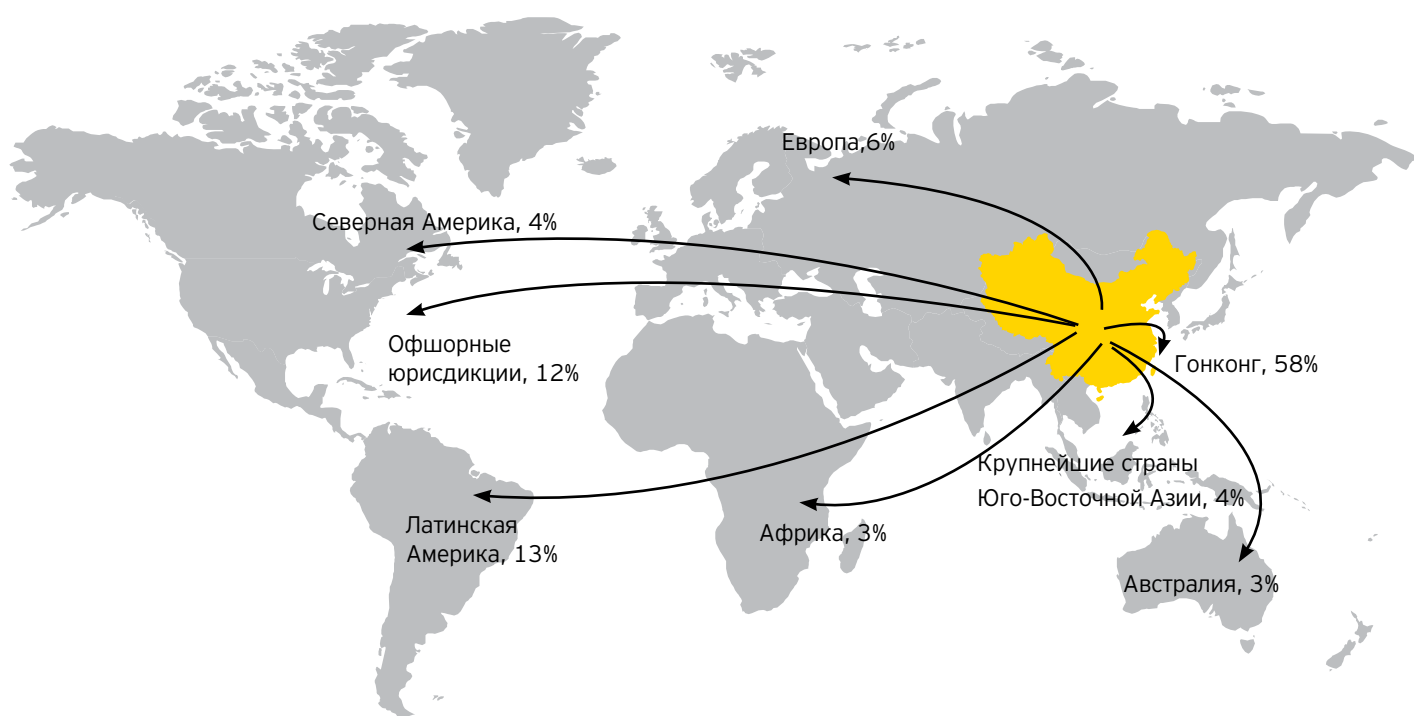 Европа,6%
Северная Америка, 4%
Офшорные
юрисдикции, 12%
Гонконг, 58%
Крупнейшие страны
Юго-Восточной Азии, 4%
Латинская
Америка, 13%
Африка, 3%
Австралия, 3%